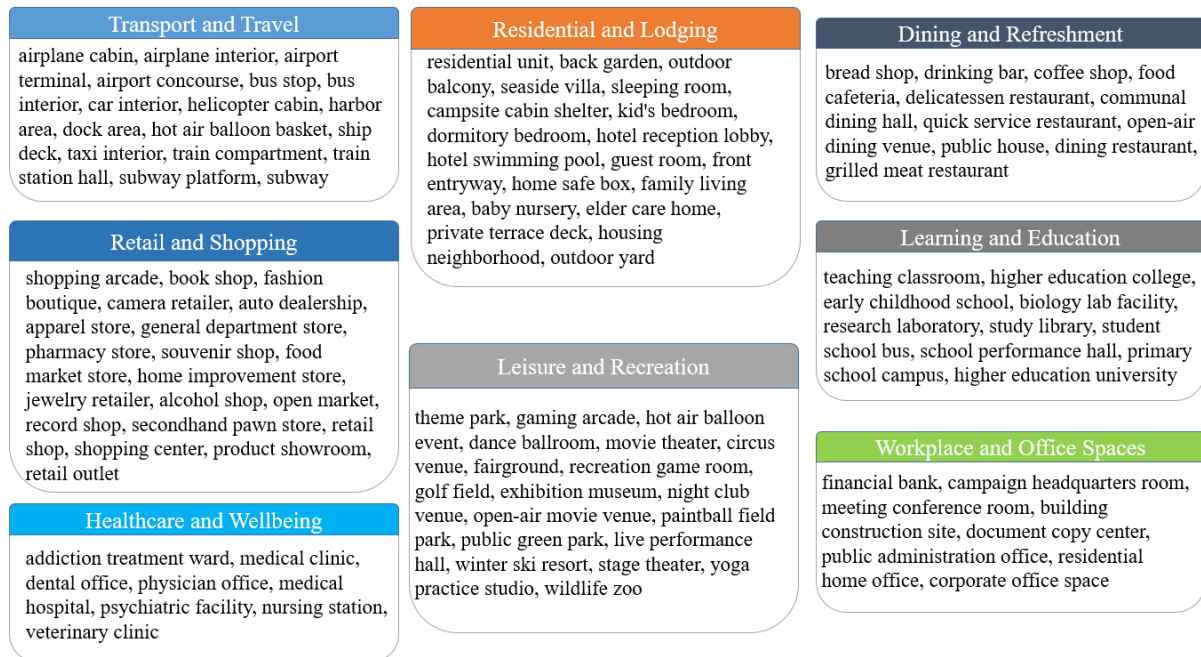 Transport and Travel
airplane cabin, airplane interior, airport
terminal, airport concourse, bus stop, bus
interior, car interior, helicopter cabin, harbor
area, dock area, hot air balloon basket, ship
deck, taxi interior, train compartment, train
station hall, subway platform, subway
Retail and Shopping
shopping arcade, book shop, fashion
boutique, camera retailer, auto dealership,
apparel store, general department store,
pharmacy store, souvenir shop, food
market store, home improvement store,
jewelry retailer, alcohol shop, open market,
record shop, secondhand pawn store, retail
shop, shopping center, product showroom,
retail outlet
Healthcare and Wellbeing
addiction treatment ward, medical clinic,
dental office, physician office, medical
hospital, psychiatric facility, nursing station,
veterinary clinic
Residential and Lodging
residential unit, back garden, outdoor
balcony, seaside villa, sleeping room,
campsite cabin shelter, kid's bedroom,
dormitory bedroom, hotel reception lobby,
hotel swimming pool, guest room, front
entryway, home safe box, family living
area, baby nursery, elder care home,
private terrace deck, housing
neighborhood, outdoor yard
Leisure and Recreation
theme park, gaming arcade, hot air balloon
event, dance ballroom, movie theater, circus
venue, fairground, recreation game room,
golf field, exhibition museum, night club
venue, open-air movie venue, paintball field
park, public green park, live performance
hall, winter ski resort, stage theater, yoga
practice studio, wildlife zoo
Dining and Refreshment
bread shop, drinking bar, coffee shop, food
cafeteria, delicatessen restaurant, communal
dining hall, quick service restaurant, open-air
dining venue, public house, dining restaurant,
grilled meat restaurant
Learning and Education
teaching classroom, higher education college,
early childhood school, biology lab facility,
research laboratory, study library, student
school bus, school performance hall, primary
school campus, higher education university
Workplace and Office Spaces
financial bank, campaign headquarters room,
meeting conference room, building
construction site, document copy center,
public administration office, residential
home office, corporate office space